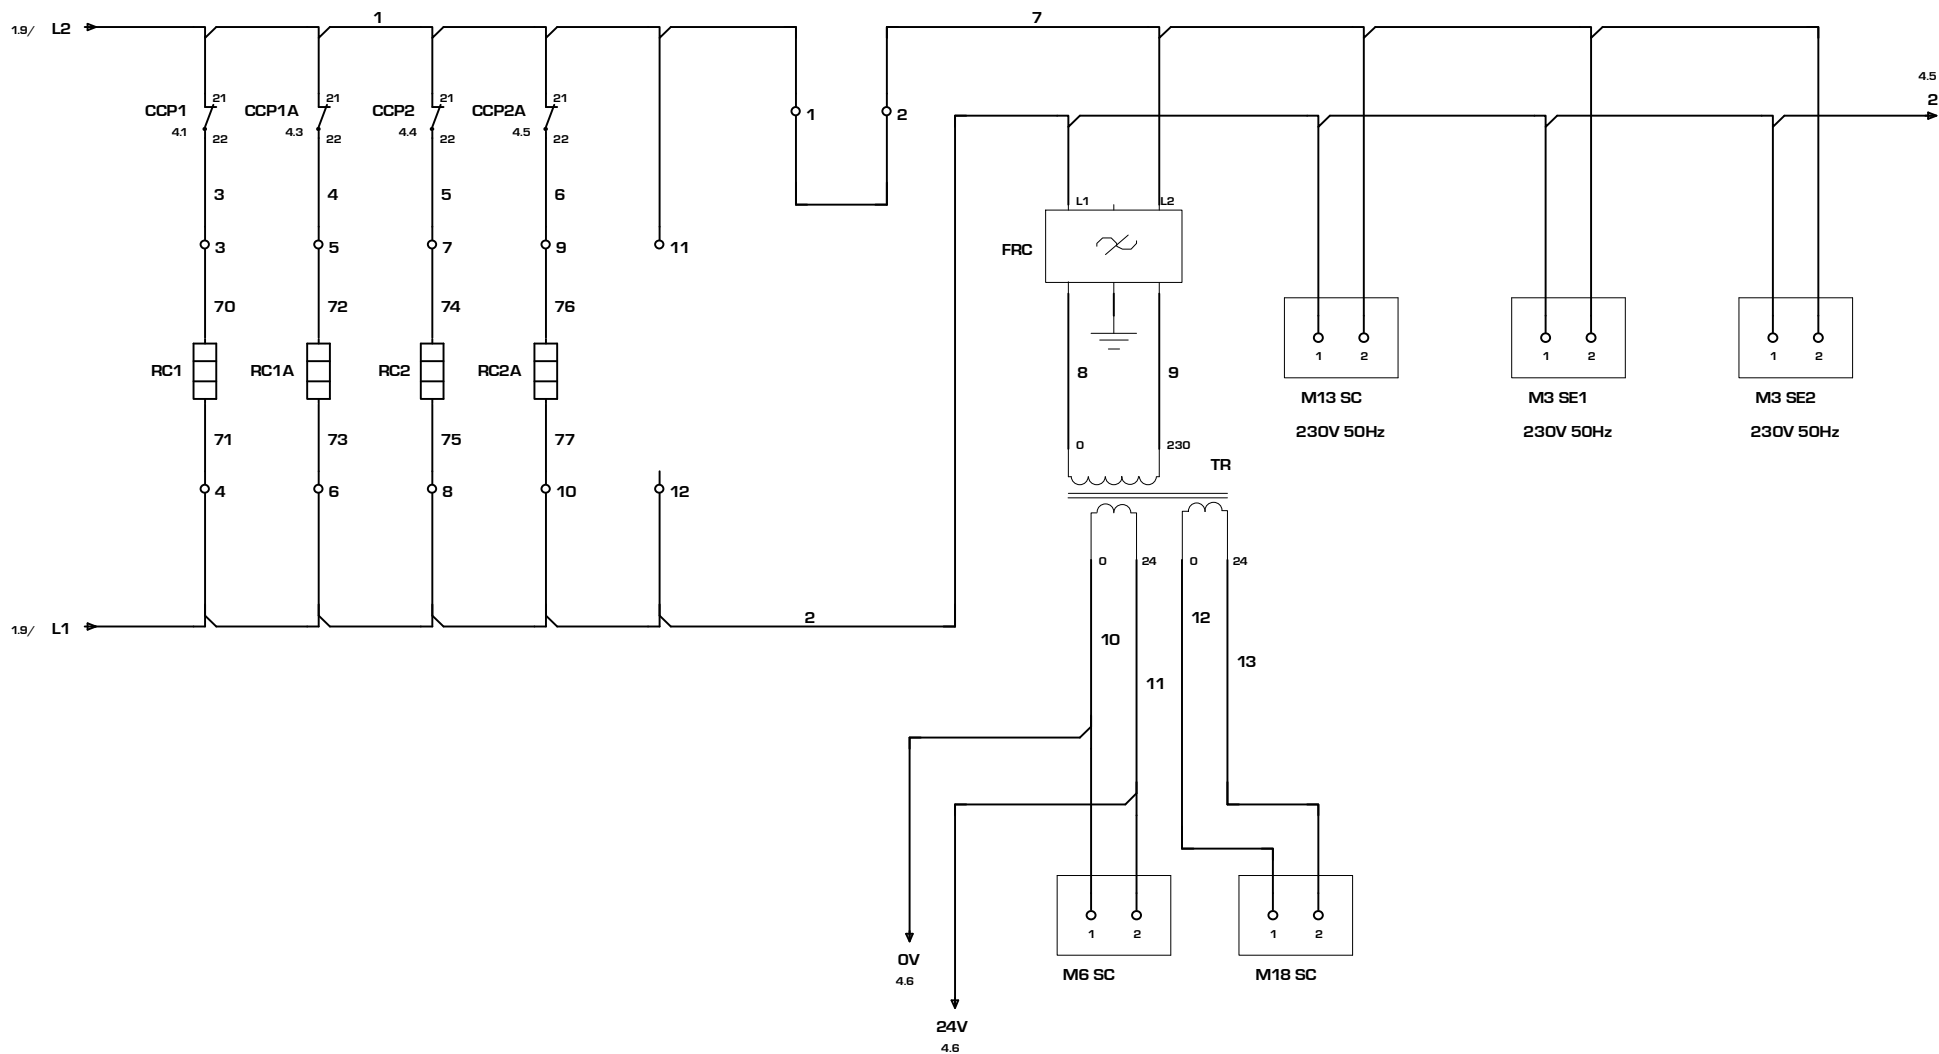 1.9/ L2 1 7
4.5
2
CCP1 21 CCP1A 21 CCP2 21 CCP2A 21
4.1 22 4.3 22 4.4 22 4.5 22
1 2
3 4 5 6
L1 L2
3 5 7 9 11 FRC
70 72 74 76
1 2 1 2 1 2
RC1 RC1A RC2 RC2A 8 9
M13 SC M3 SE1 M3 SE2
230V 50Hz 230V 50Hz 230V 50Hz
71 73 75 77 0 230
TR
4 6 8 10 12
0 24 0 24
1.9/ L1 2 12
10
13
11
1 2 1 2
0V
M6 SC M18 SC
4.6
24V
4.6